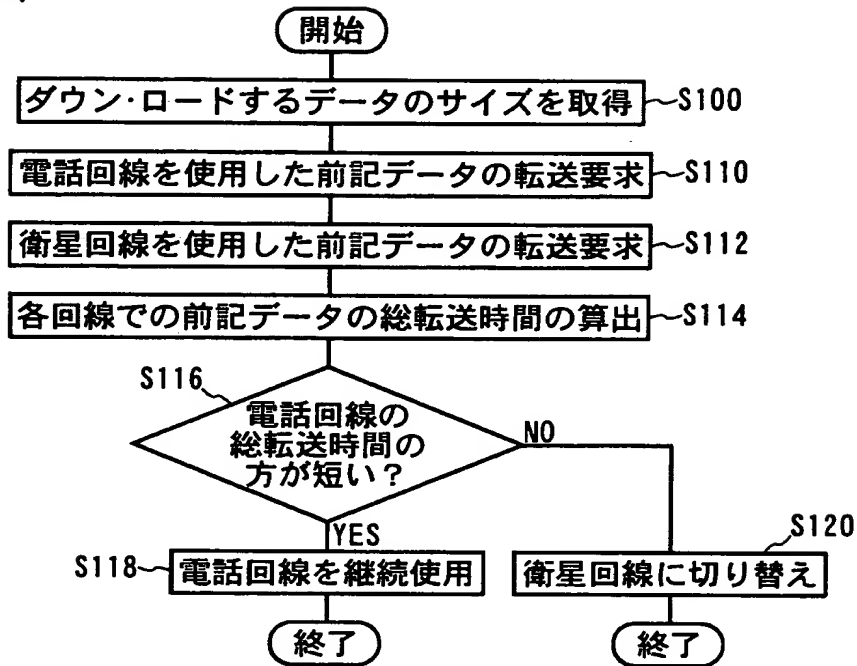 開始
ダウン・ロードするデータのサイズを取得
S100
電話回線を使用した前記データの転送要求
S110
衛星回線を使用した前記データの転送要求
S112
各回線での前記データの総転送時間の算出
S114
S116
電話回線の
総転送時間の
方が短い?
NO
YES
S118
電話回線を継続使用
S120
衛星回線に切り替え
終了
終了